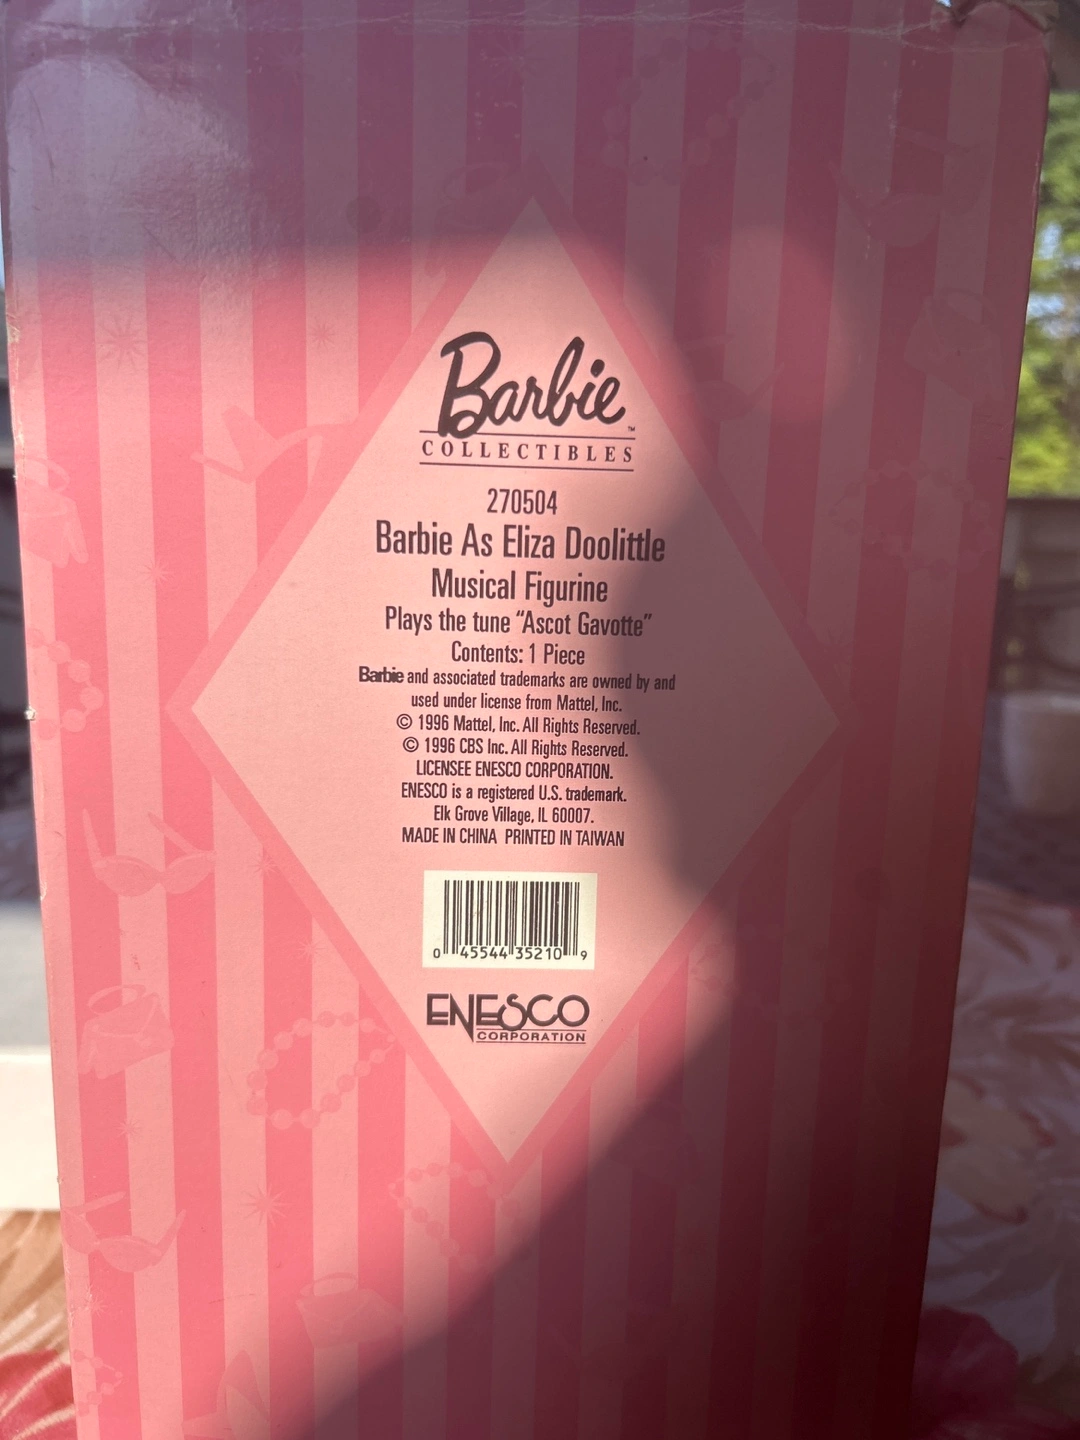 Barbie™
COLLECTIBLES
270504
Barbie As Eliza Doolittle
Musical Figurine
Plays the tune “Ascot Gavotte”
Contents: 1 Piece
Barbie and associated trademarks are owned by and
used under license from Mattel, Inc.
© 1996 Mattel, Inc. All Rights Reserved.
© 1996 CBS Inc. All Rights Reserved.
LICENSEE ENESCO CORPORATION.
ENESCO is a registered U.S. trademark.
Elk Grove Village, IL 60007.
MADE IN CHINA PRINTED IN TAIWAN
0 45544 35210 9
ENESCO
CORPORATION